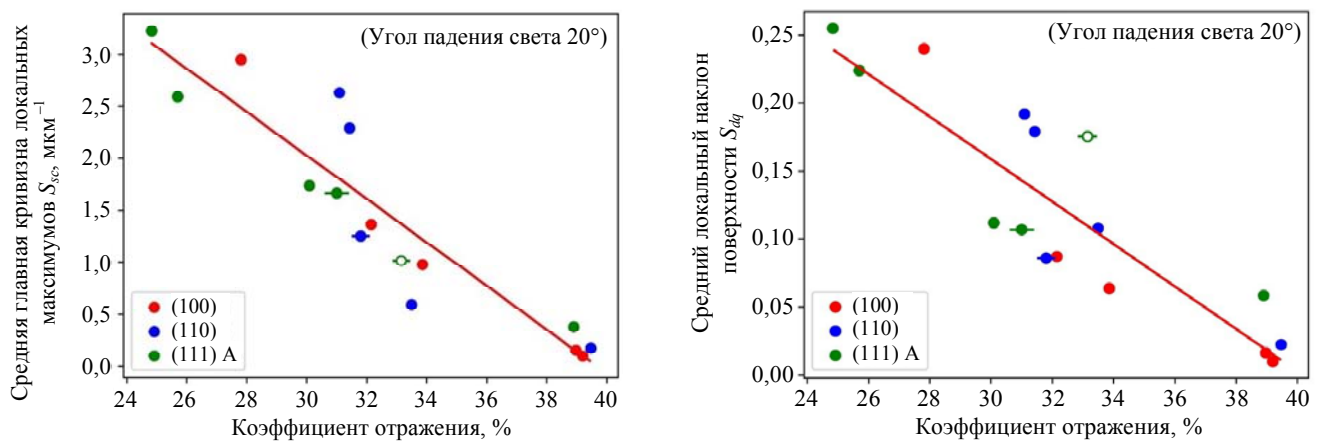 Средняя главная кривизна локальных
максимумов Ssc, мкм–1
3,0
2,5
2,0
1,5
1,0
0,5
0,0
(Угол падения света 20°)
(100)
(110)
(111) A
24 26 28 30 32 34 36 38 40
Коэффициент отражения, %
Средний локальный наклон
поверхности Sdq
0,25
0,20
0,15
0,10
0,05
0,00
(Угол падения света 20°)
(100)
(110)
(111) A
24 26 28 30 32 34 36 38 40
Коэффициент отражения, %